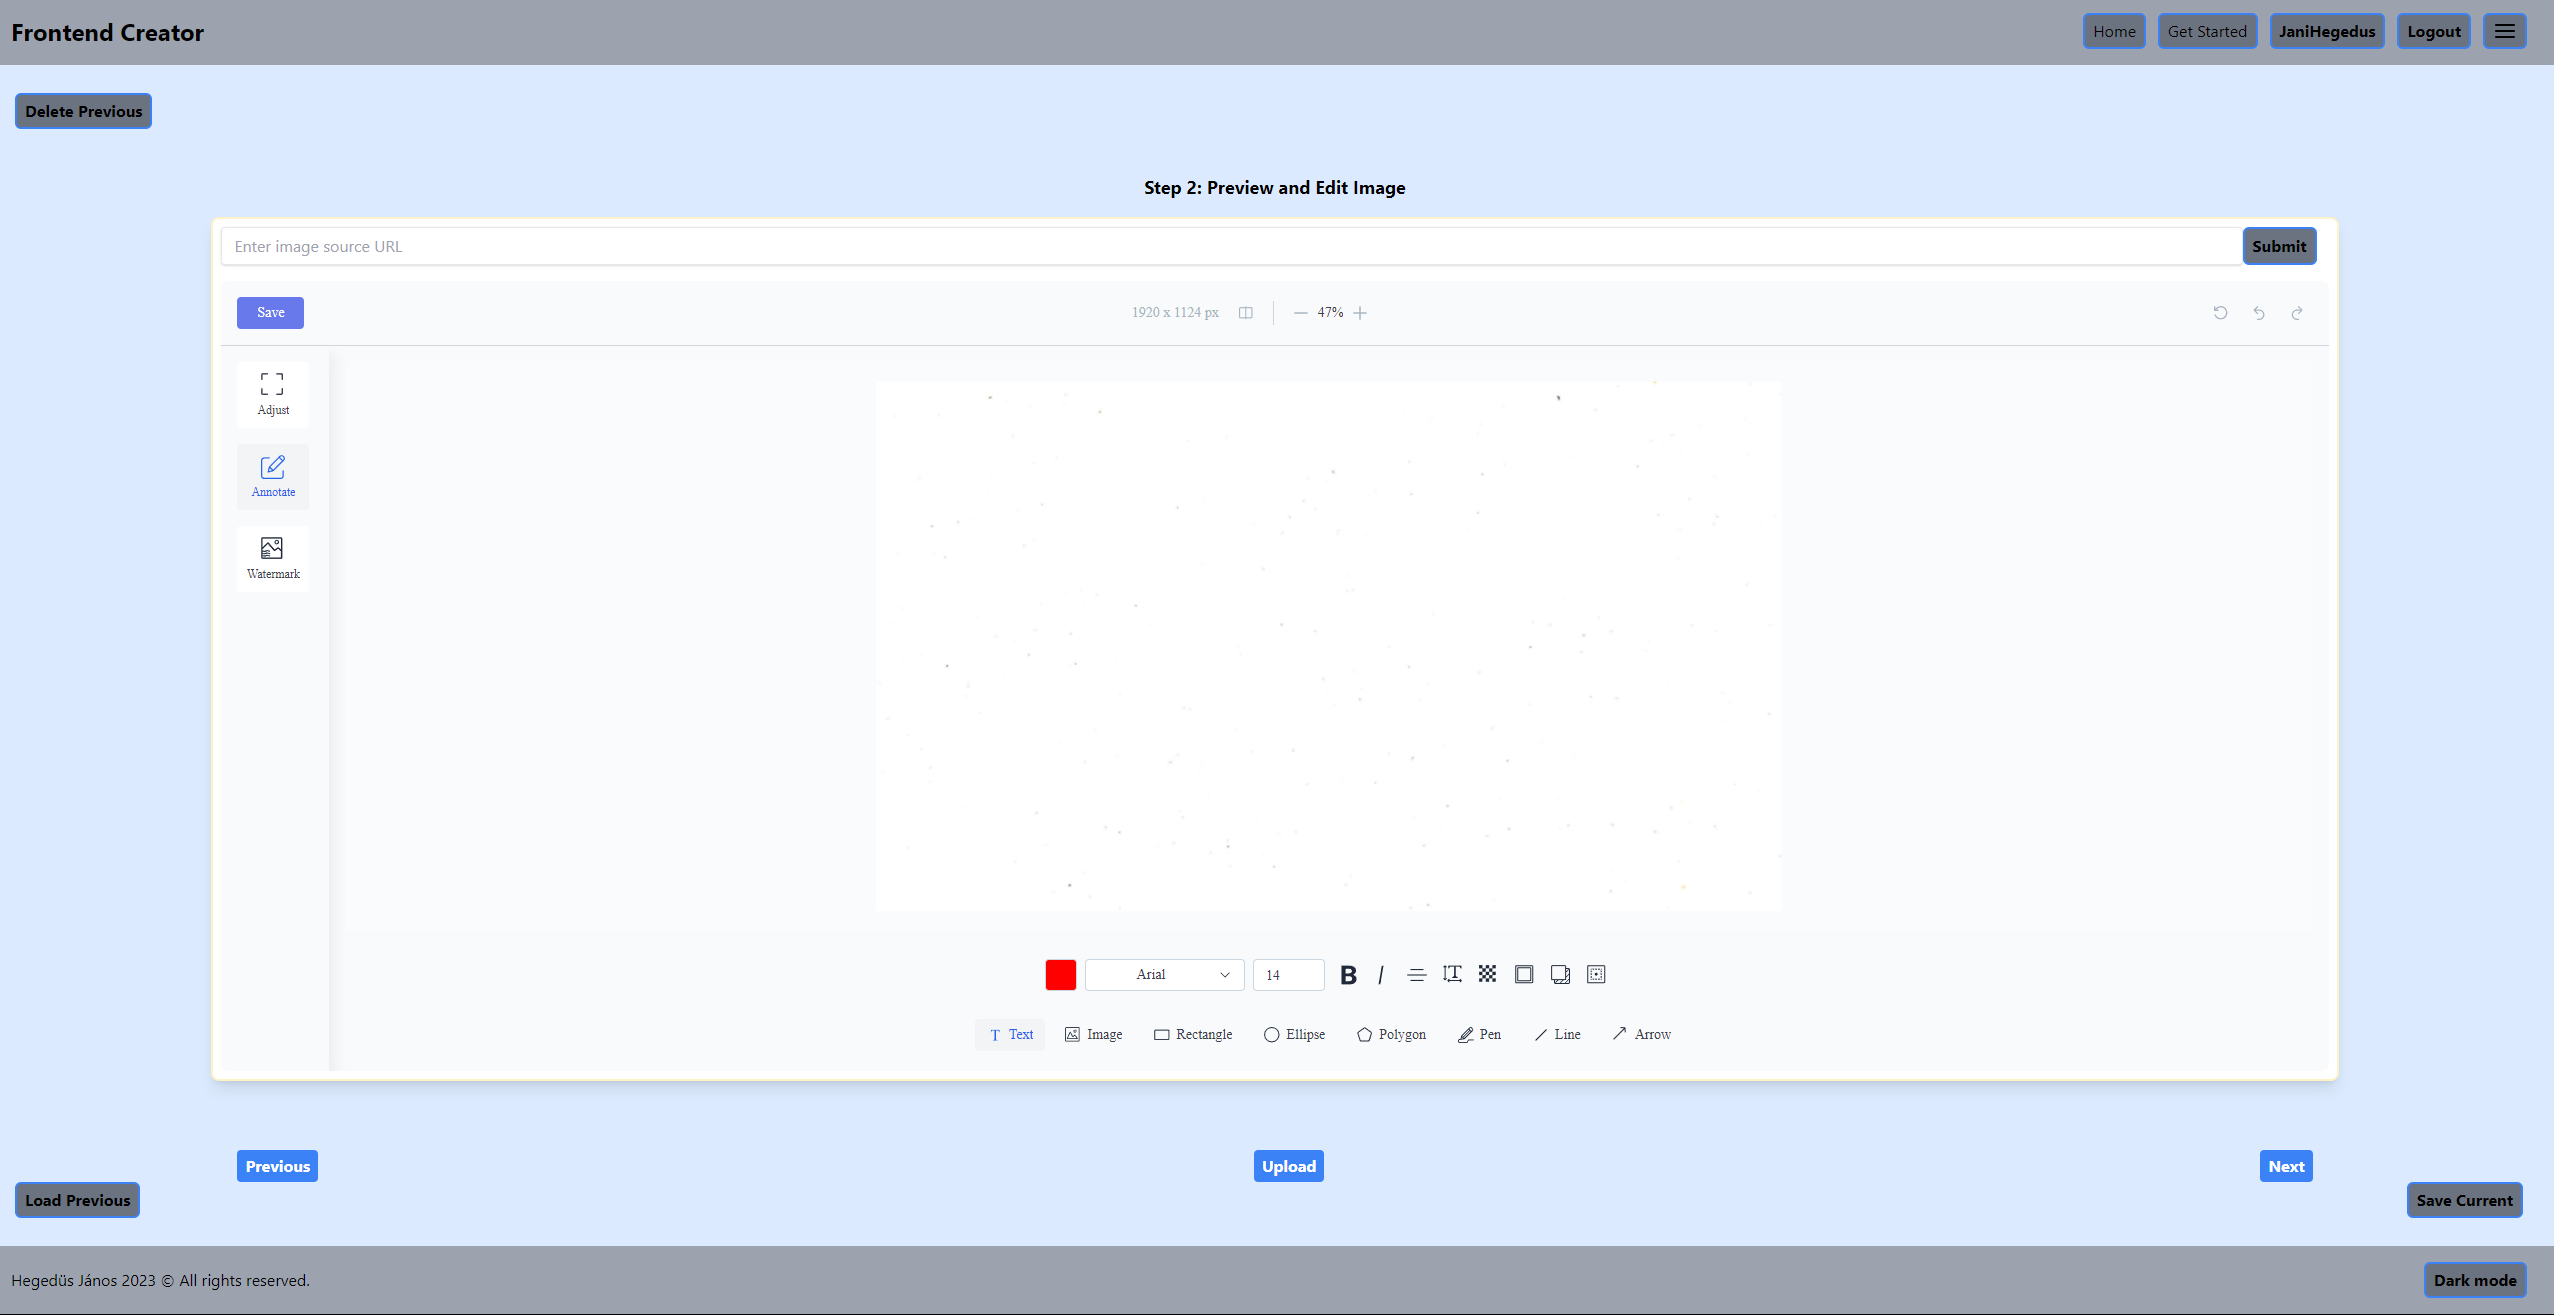 Frontend Creator
Home Get Started JaniHegedus Logout
Delete Previous
Step 2: Preview and Edit Image
Enter image source URL Submit
Save 1920 x 1124 px 47%
Adjust
Annotate
Watermark
Arial 14 B I
T Text Image Rectangle Ellipse Polygon Pen Line Arrow
Previous Upload Next
Load Previous Save Current
Hegedüs János 2023 © All rights reserved. Dark mode